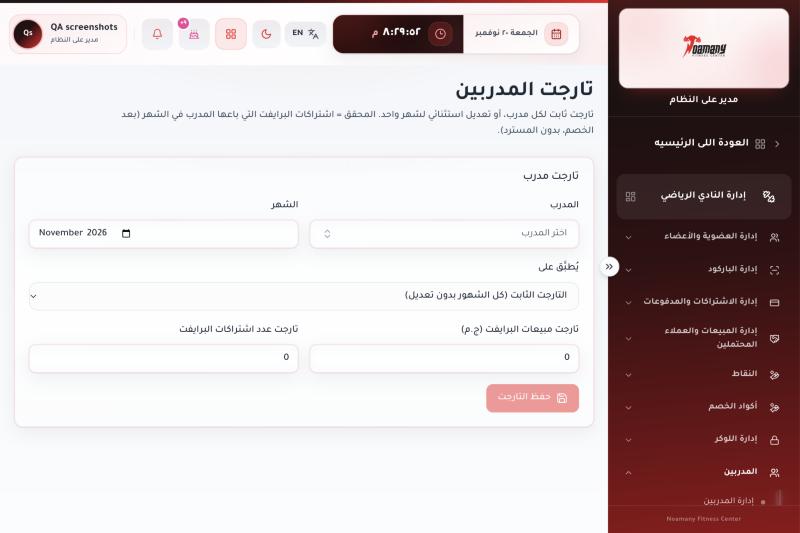 Noamany
FITNESS CENTER
مدير على النظام
العودة اللى الرئيسيه
إدارة النادي الرياضي
إدارة العضوية والأعضاء
إدارة الباركود
إدارة الاشتراكات والمدفوعات
إدارة المبيعات والعملاء
المحتملين
النقاط
أكواد الخصم
إدارة اللوكر
المدربين
إدارة المدربين
Noamany Fitness Center
الجمعة ٢٠ نوفمبر
٨:٢٩:٥٢ م
EN
+٩
QA screenshots
مدير على النظام
Qs
تارجت المدربين
تارجت ثابت لكل مدرب، أو تعديل استثنائي لشهر واحد. المحقق = اشتراكات البرايفت التي باعها المدرب في الشهر (بعد
الخصم، بدون المسترد).
تارجت مدرب
المدرب
الشهر
اختر المدرب
November 2026
يُطبَّق على
التارجت الثابت (كل الشهور بدون تعديل)
تارجت مبيعات البرايفت (ج.م)
تارجت عدد اشتراكات البرايفت
0
0
حفظ التارجت